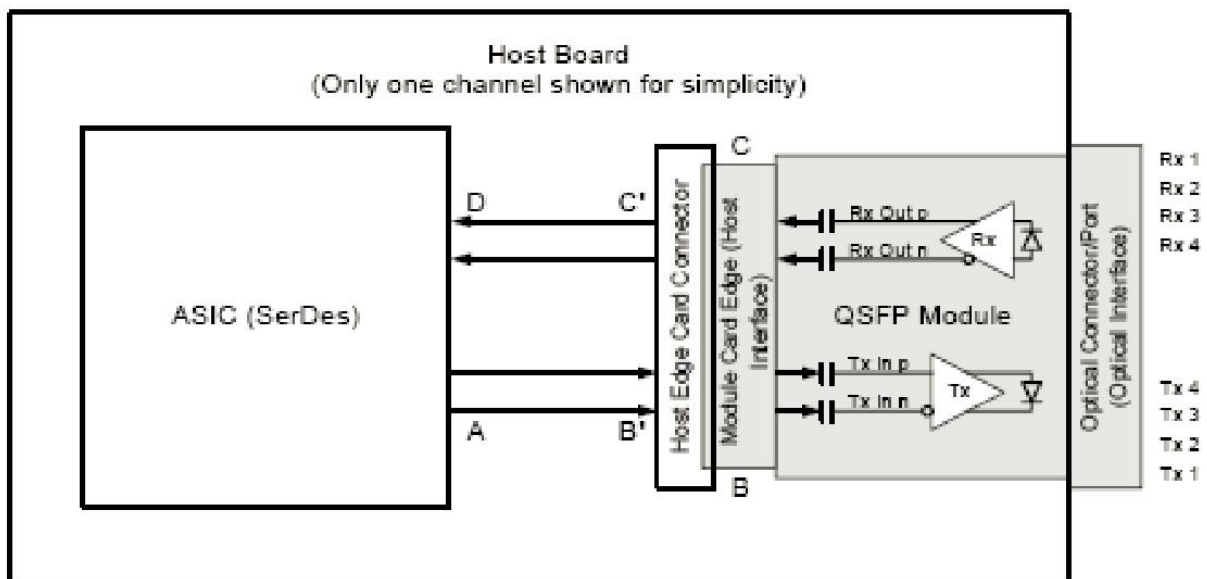 Host Board
(Only one channel shown for simplicity)
ASIC (SerDes)
D
C'
A
B'
Host Edge Card Connector
C
Module Card Edge (Host
Interface)
B
Rx Out p
Rx Out n
Rx
QSFP Module
Tx In p
Tx In n
Tx
Optical Connector/Port
(Optical Interface)
Rx 1
Rx 2
Rx 3
Rx 4
Tx 4
Tx 3
Tx 2
Tx 1